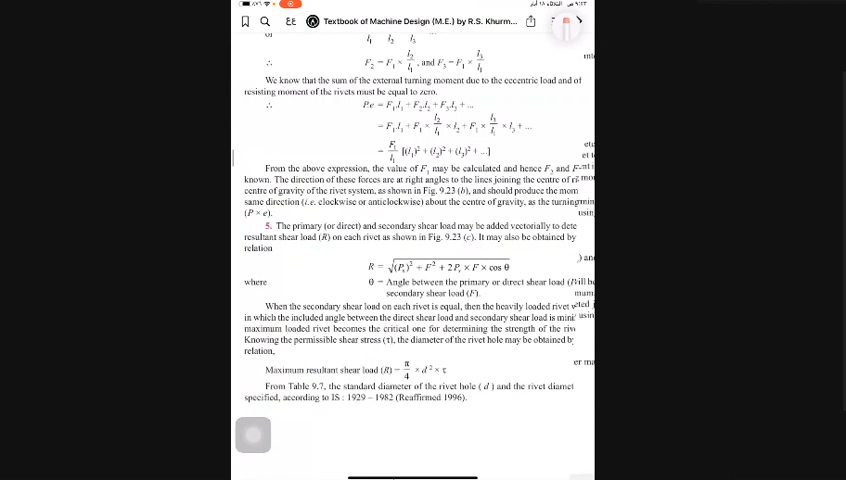 Textbook of Machine Design (M.E.) by R.S. Khurm...
or
l1 l2 l3
∴ F2 = F1 × l2/l1, and F3 = F1 × l3/l1
We know that the sum of the external turning moment due to the eccentric load and of
resisting moment of the rivets must be equal to zero.
∴ P.e = F1.l1 + F2.l2 + F3.l3 + ...
= F1.l1 + F1 × l2/l1 × l2 + F1 × l3/l1 × l3 + ...
= F1/l1 [(l1)² + (l2)² + (l3)² + ...]
From the above expression, the value of F1 may be calculated and hence F2 and F
known. The direction of these forces are at right angles to the lines joining the centre of
centre of gravity of the rivet system, as shown in Fig. 9.23 (b), and should produce the mom
same direction (i.e. clockwise or anticlockwise) about the centre of gravity, as the turning
(P × e).
5. The primary (or direct) and secondary shear load may be added vectorially to dete
resultant shear load (R) on each rivet as shown in Fig. 9.23 (c). It may also be obtained by
relation
R = √(Ps)² + F² + 2Ps × F × cos θ
where θ = Angle between the primary or direct shear load (P
secondary shear load (F).
When the secondary shear load on each rivet is equal, then the heavily loaded rivet
in which the included angle between the direct shear load and secondary shear load is mini
maximum loaded rivet becomes the critical one for determining the strength of the riv
Knowing the permissible shear stress (τ), the diameter of the rivet hole may be obtained by
relation,
Maximum resultant shear load (R) = π/4 × d² × τ
From Table 9.7, the standard diameter of the rivet hole ( d ) and the rivet diamet
specified, according to IS : 1929 – 1982 (Reaffirmed 1996).